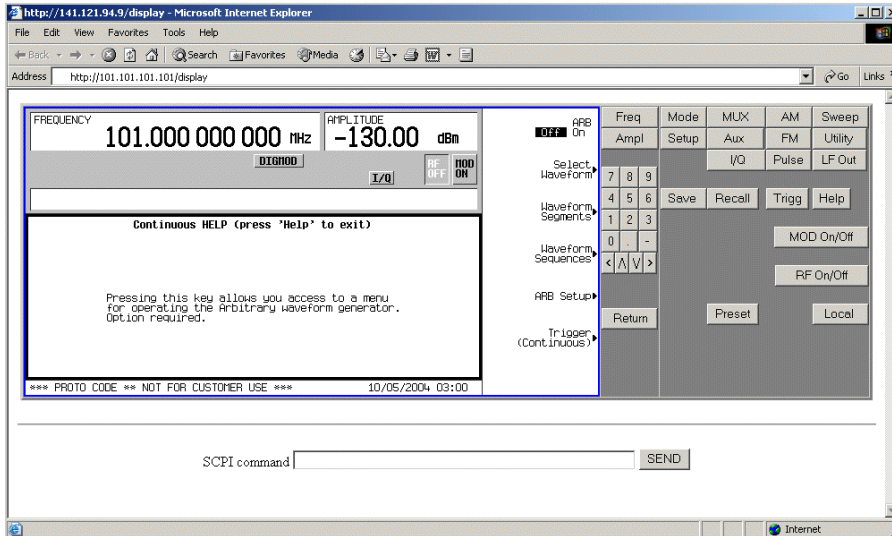 http://141.121.94.9/display - Microsoft Internet Explorer
File Edit View Favorites Tools Help
Back Search Favorites Media
Address http://101.101.101.101/display Go Links
FREQUENCY AMPLITUDE
101.000 000 000 MHz -130.00 dBm
DIGMOD
I/Q RF OFF MOD ON
Continuous HELP (press 'Help' to exit)
Pressing this key allows you access to a menu
for operating the Arbitrary waveform generator.
Option required.
*** PROTO CODE ** NOT FOR CUSTOMER USE *** 10/05/2004 03:00
ARB
Off On
Select
Waveform
Waveform
Segments
Waveform
Sequences
ARB Setup
Trigger
(Continuous)
Freq Mode MUX AM Sweep
Ampl Setup Aux FM Utility
I/Q Pulse LF Out
7 8 9
4 5 6 Save Recall Trigg Help
1 2 3
0 . - MOD On/Off
< Λ V >
RF On/Off
Return Preset Local
SCPI command SEND
Internet